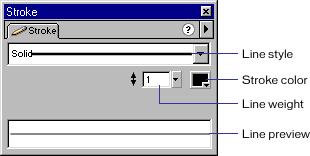 Stroke
Stroke ?
Solid
Line style
1
Stroke color
Line weight
Line preview